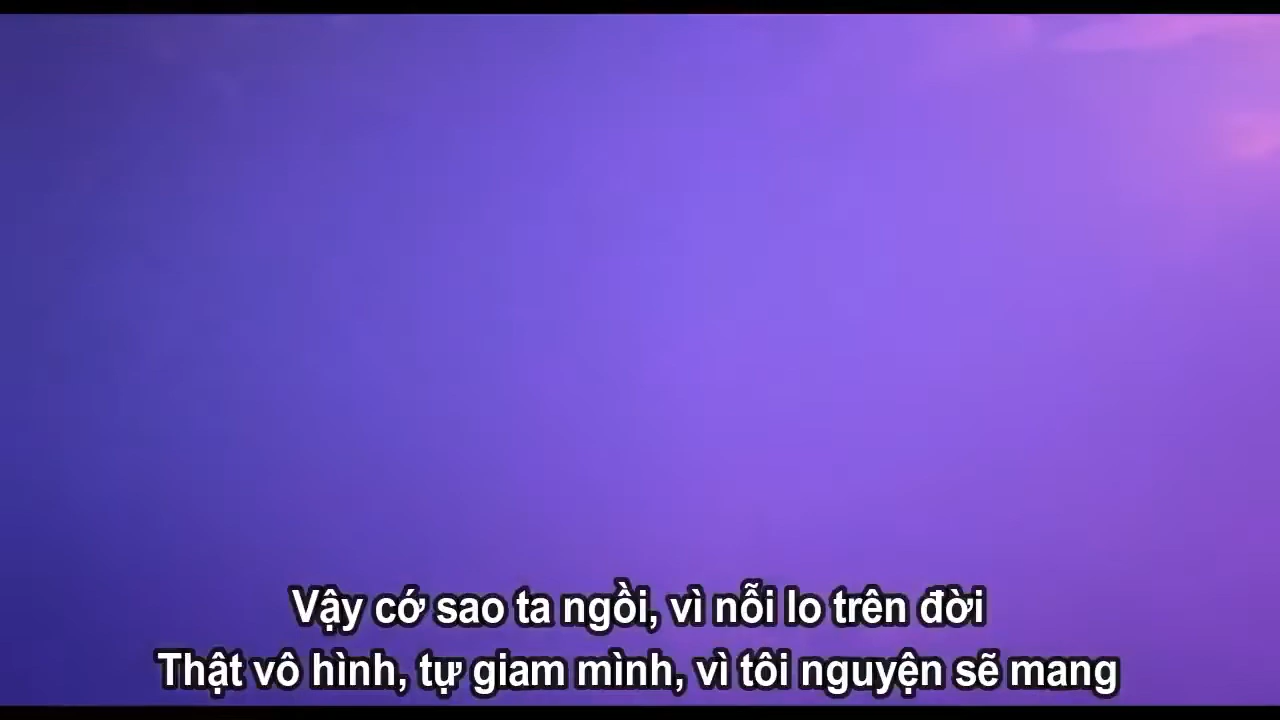 Vậy cớ sao ta ngồi, vì nỗi lo trên đời
Thật vô hình, tự giam mình, vì tôi nguyện sẽ mang